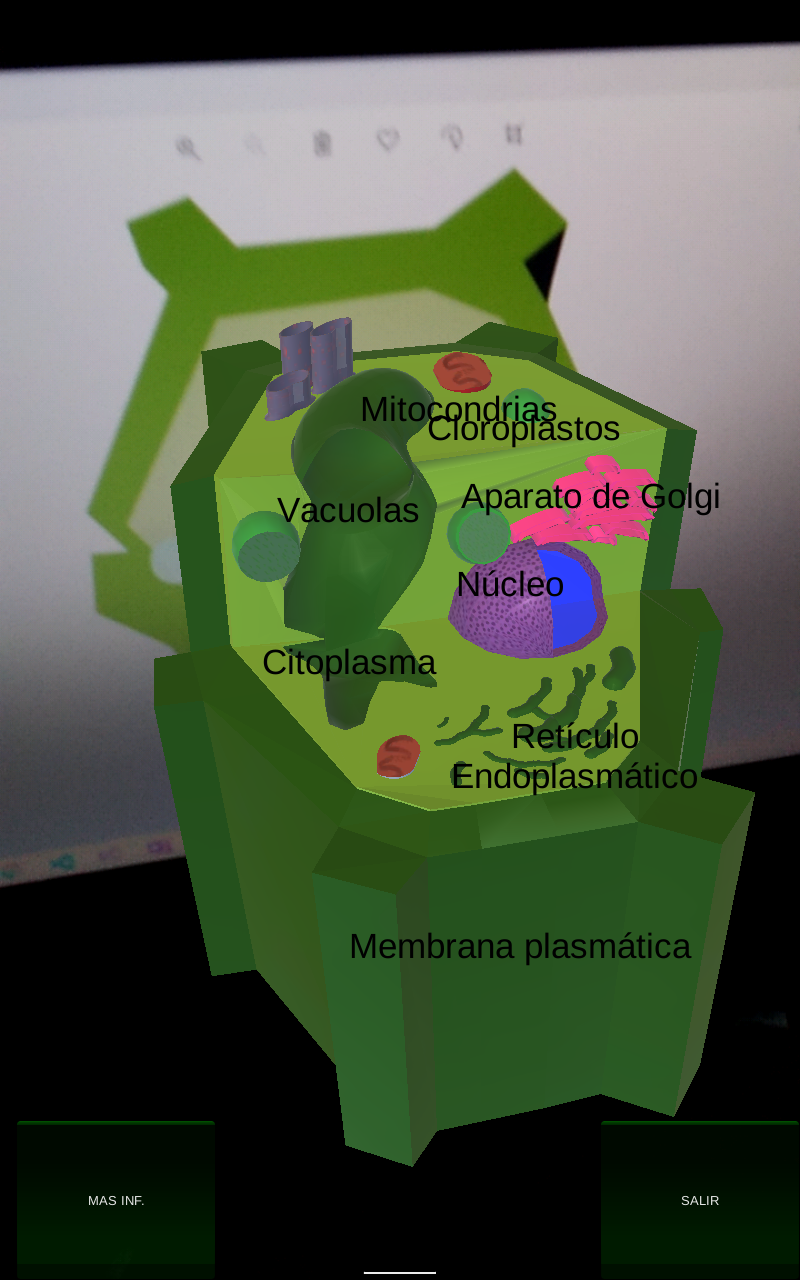 Mitocondrias
Cloroplastos
Aparato de Golgi
Vacuolas
Núcleo
Citoplasma
Retículo
Endoplasmático
Membrana plasmática
MAS INF.
SALIR